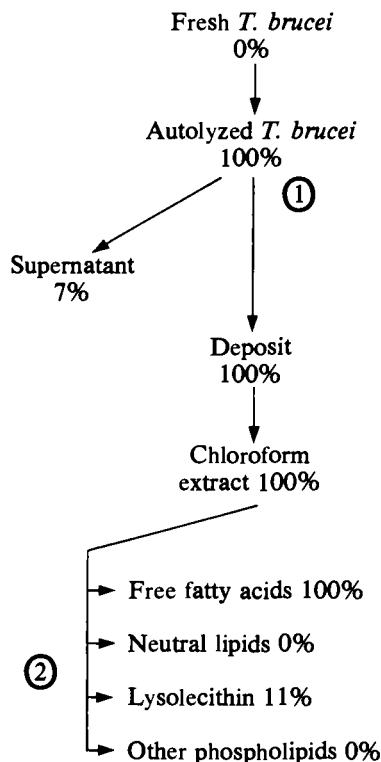 Fresh T. brucei
0%
Autolyzed T. brucei
100%
1
Supernatant
7%
Deposit
100%
Chloroform
extract 100%
Free fatty acids 100%
Neutral lipids 0%
2
Lysolecithin 11%
Other phospholipids 0%